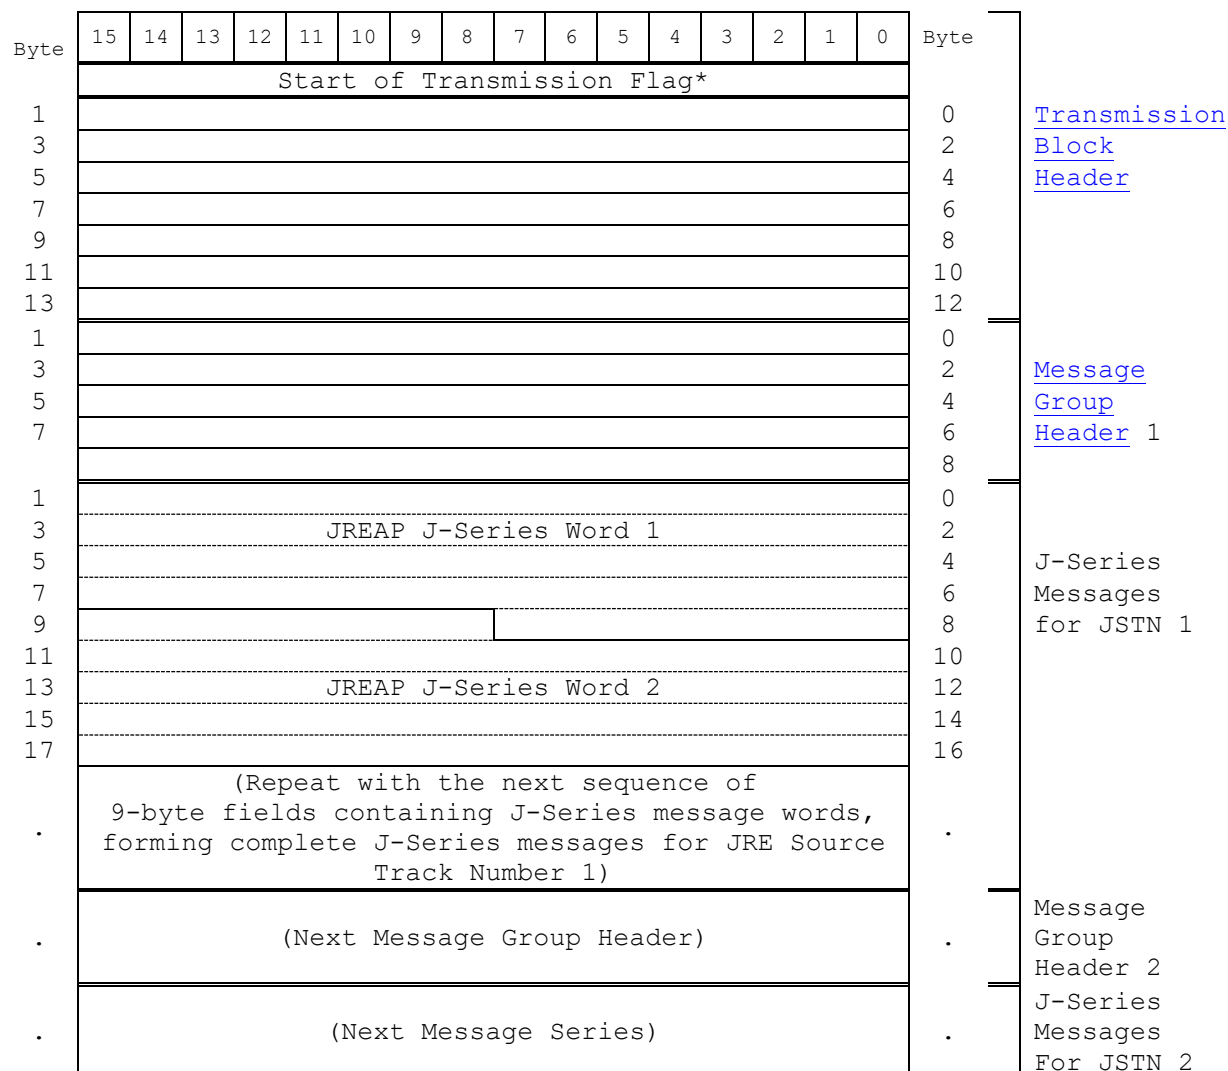 Byte 15 14 13 12 11 10 9 8 7 6 5 4 3 2 1 0 Byte
Start of Transmission Flag*
1 0 Transmission
3 2 Block
5 4 Header
7 6
9 8
11 10
13 12
1 0
3 2 Message
5 4 Group
7 6 Header 1
8
1 0
3 JREAP J-Series Word 1 2
5 4 J-Series
7 6 Messages
9 8 for JSTN 1
11 10
13 JREAP J-Series Word 2 12
15 14
17 16
(Repeat with the next sequence of
9-byte fields containing J-Series message words,
. forming complete J-Series messages for JRE Source .
Track Number 1)
Message
. (Next Message Group Header) . Group
Header 2
J-Series
. (Next Message Series) . Messages
For JSTN 2